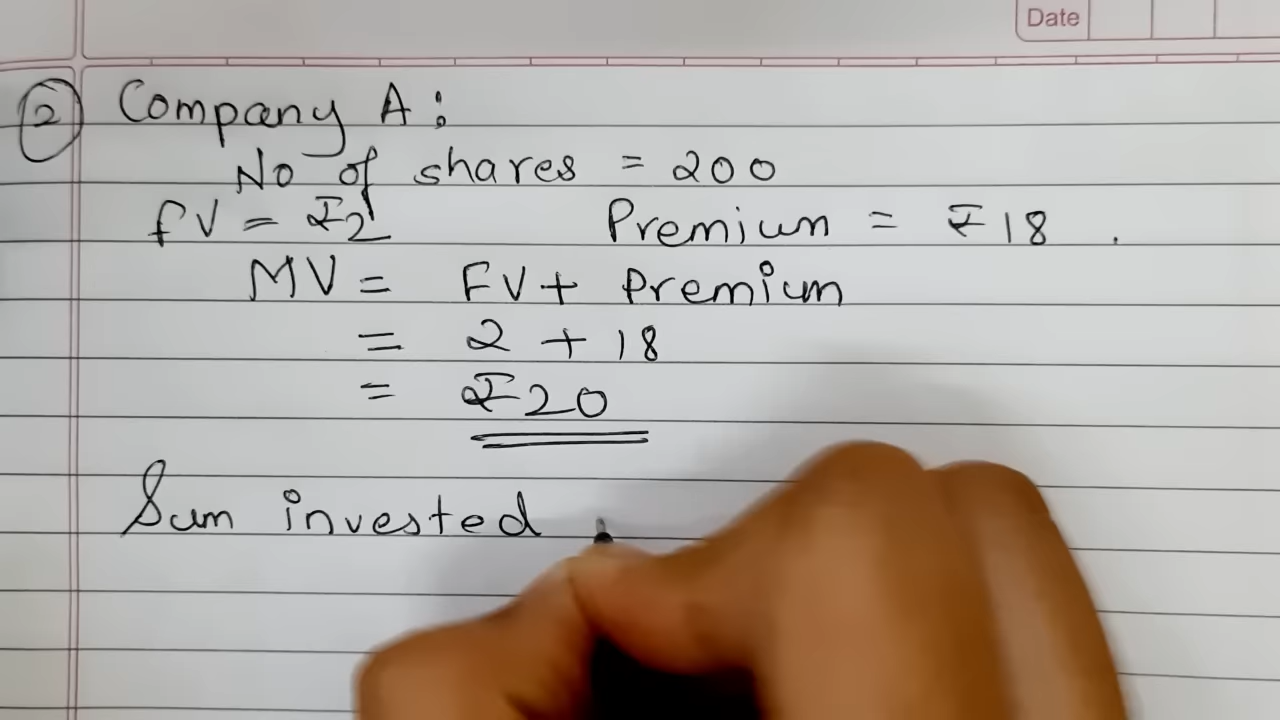 Date
② Company A:
No of shares = 200
FV = ₹2 Premium = ₹18.
MV = FV + Premium
= 2 + 18
= ₹20
Sum invested